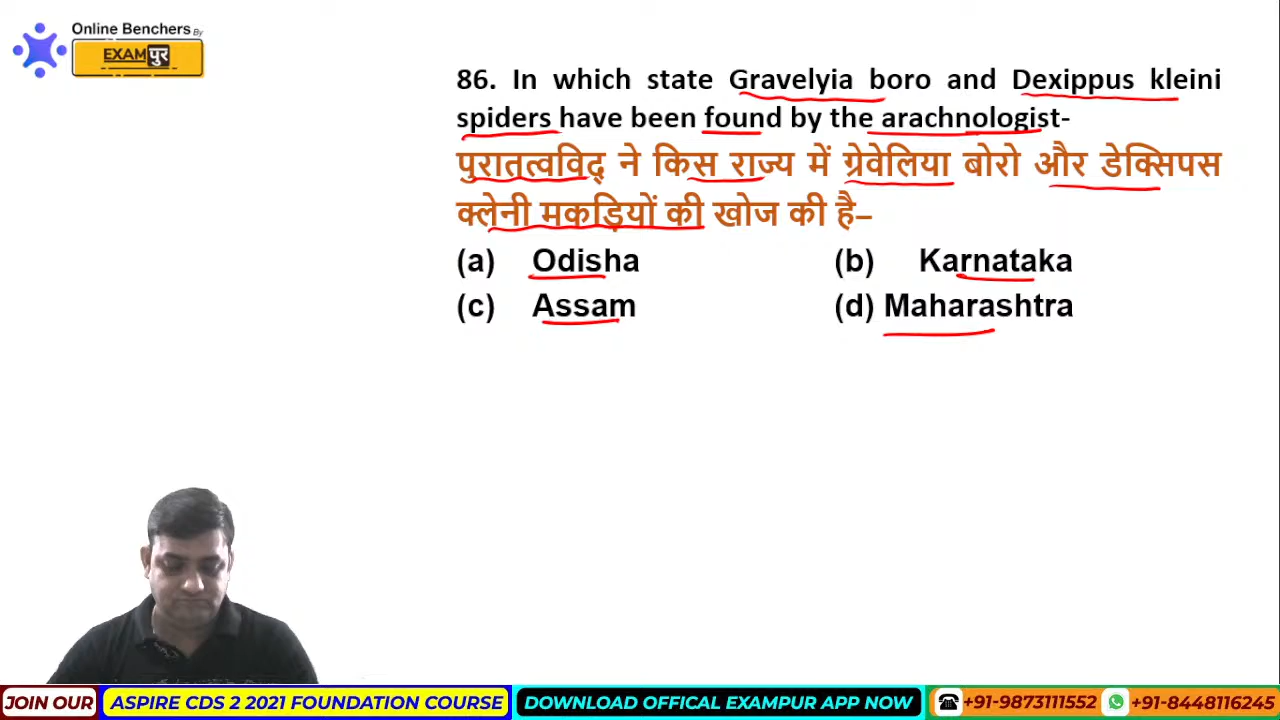 Online Benchers By
EXAMपुर
86. In which state Gravelyia boro and Dexippus kleini
spiders have been found by the arachnologist-
पुरातत्वविद् ने किस राज्य में ग्रेवेलिया बोरो और डेक्सिपस
क्लेनी मकड़ियों की खोज की है–
(a) Odisha (b) Karnataka
(c) Assam (d) Maharashtra
JOIN OUR ASPIRE CDS 2 2021 FOUNDATION COURSE DOWNLOAD OFFICAL EXAMPUR APP NOW +91-9873111552 +91-8448116245